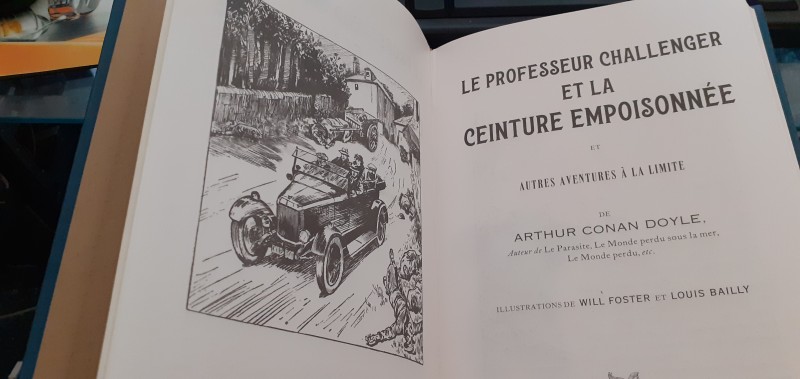 LE PROFESSEUR CHALLENGER
ET LA
CEINTURE EMPOISONNÉE
ET
AUTRES AVENTURES À LA LIMITE
DE
ARTHUR CONAN DOYLE,
Auteur de Le Parasite, Le Monde perdu sous la mer,
Le Monde perdu, etc.
ILLUSTRATIONS DE WILL FOSTER ET LOUIS BAILLY